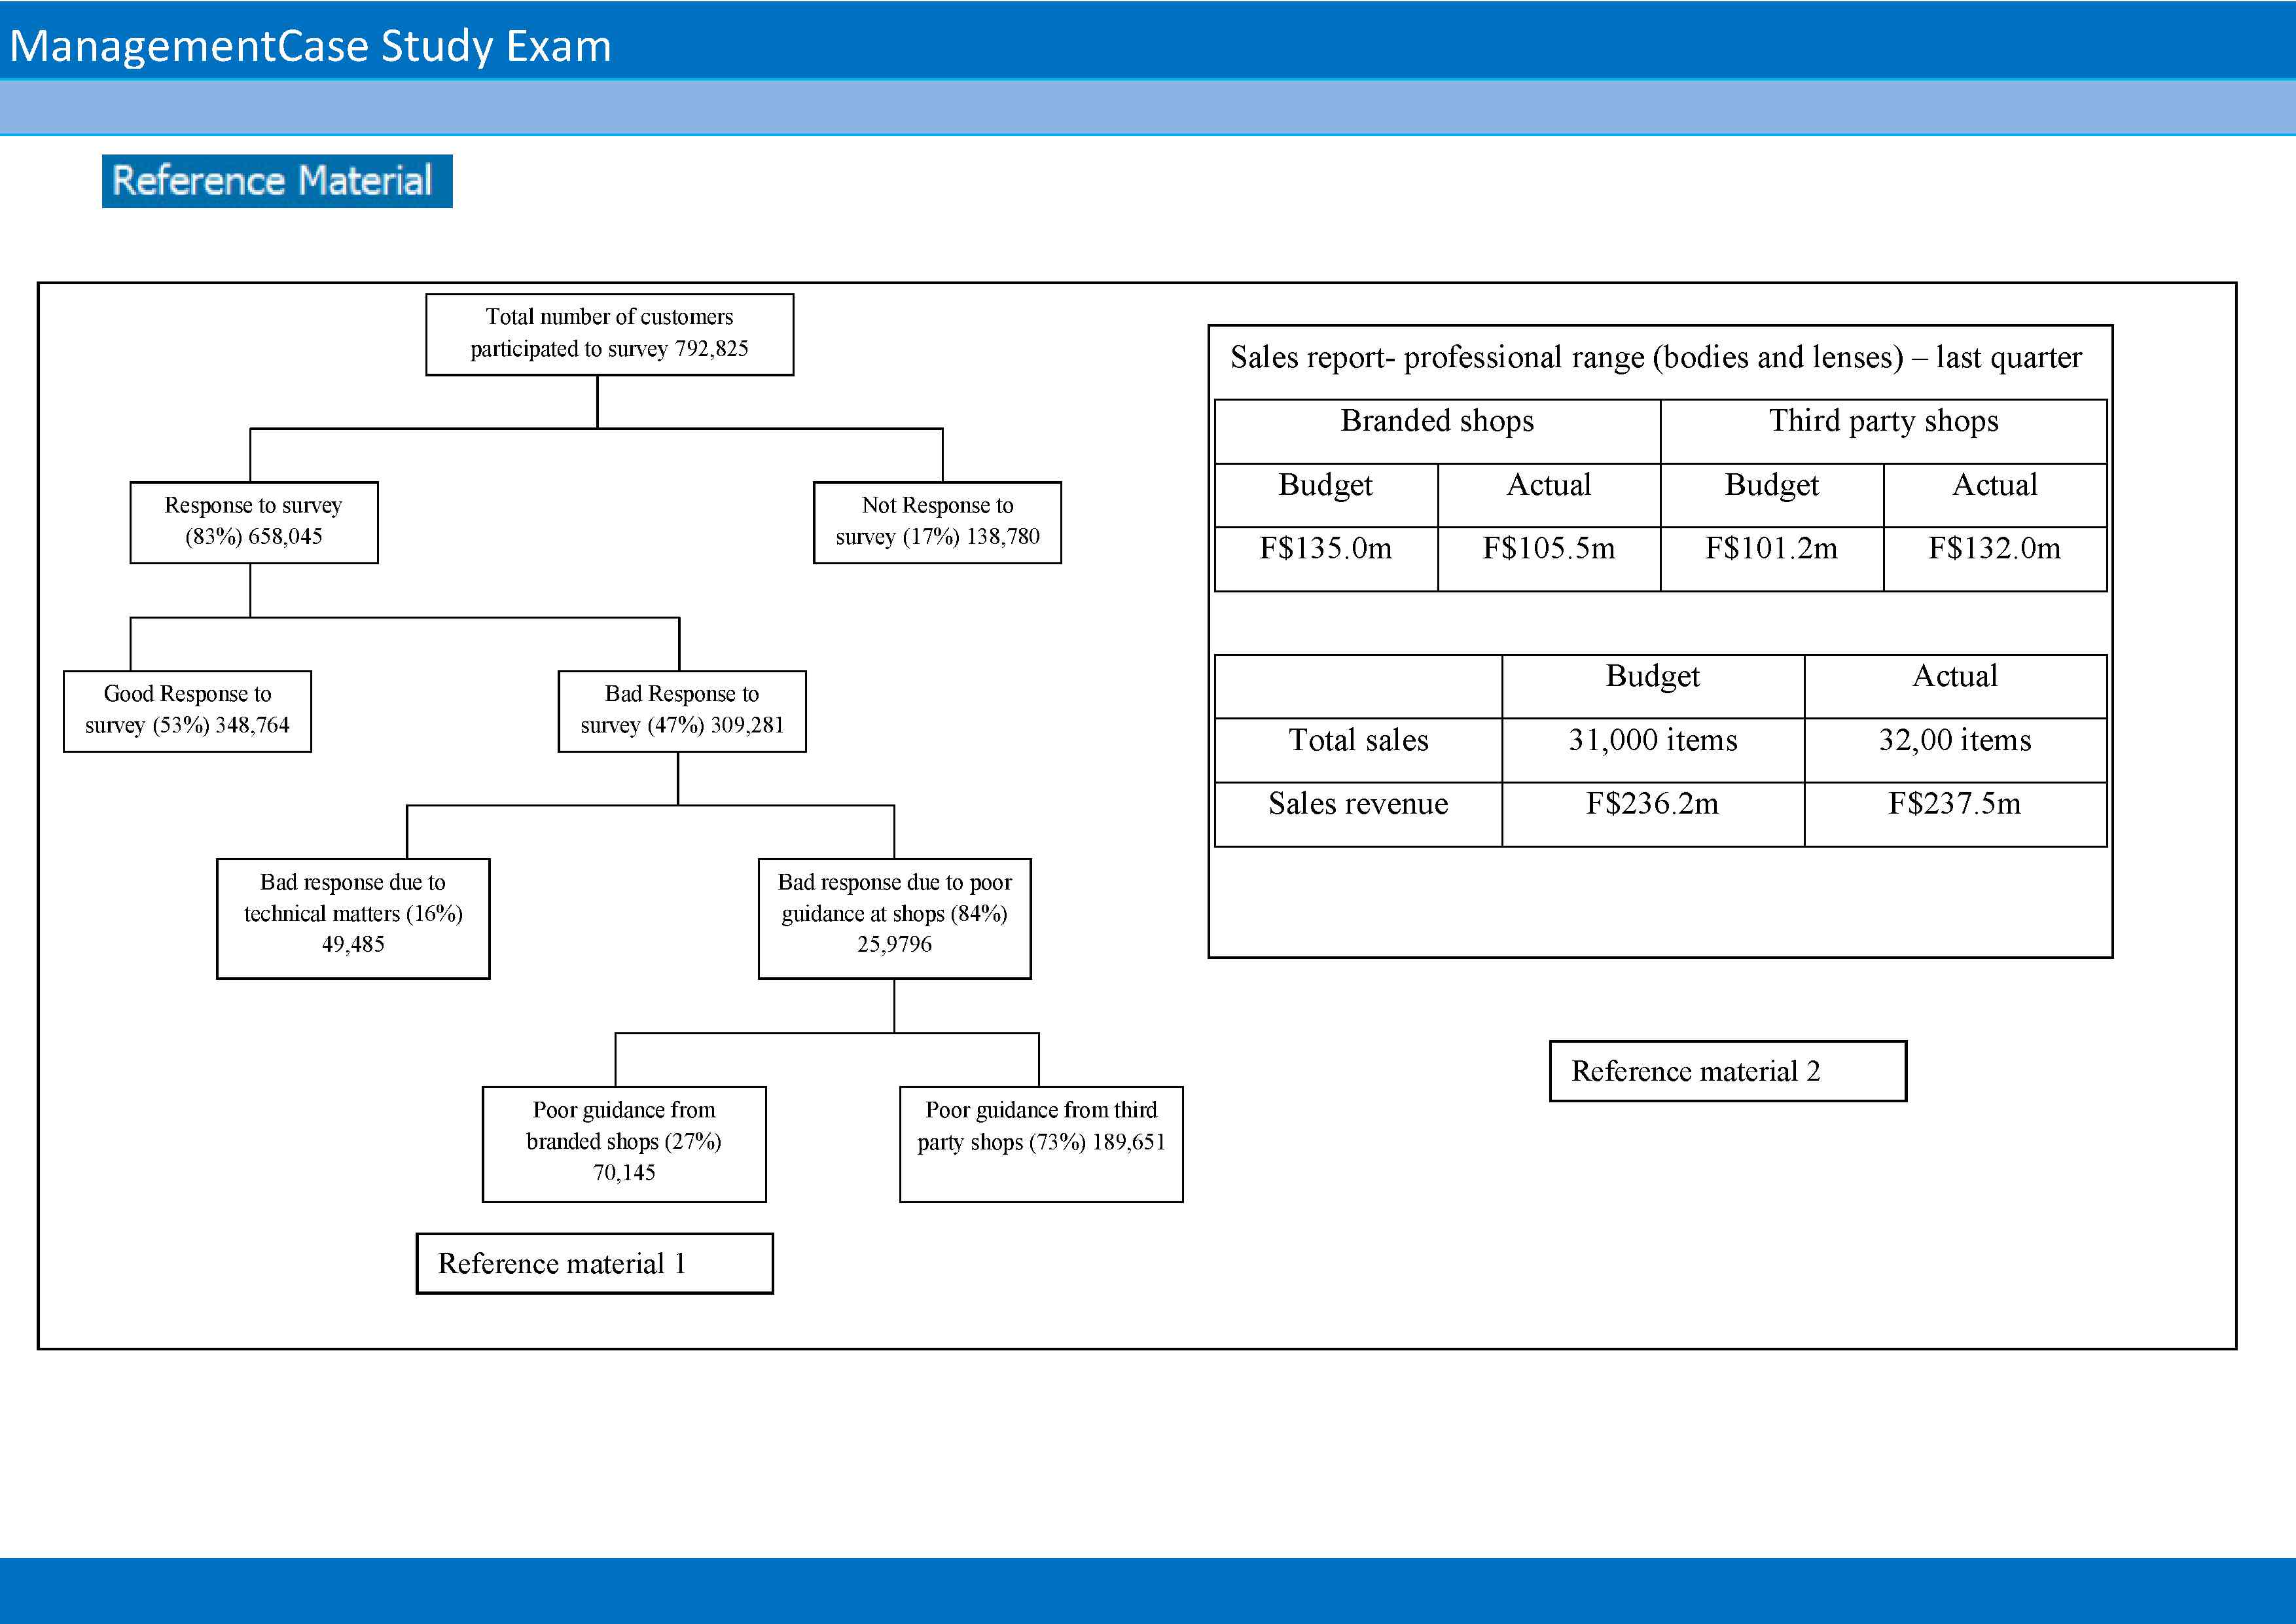 ManagementCase Study Exam
Reference Material
Total number of customers
participated to survey 792,825
Response to survey
(83%) 658,045
Not Response to
survey (17%) 138,780
Good Response to
survey (53%) 348,764
Bad Response to
survey (47%) 309,281
Bad response due to
technical matters (16%)
49,485
Bad response due to poor
guidance at shops (84%)
25,9796
Poor guidance from
branded shops (27%)
70,145
Poor guidance from third
party shops (73%) 189,651
Reference material 1
Sales report- professional range (bodies and lenses) – last quarter
Branded shops Third party shops
Budget Actual Budget Actual
F$135.0m F$105.5m F$101.2m F$132.0m
Budget Actual
Total sales 31,000 items 32,00 items
Sales revenue F$236.2m F$237.5m
Reference material 2